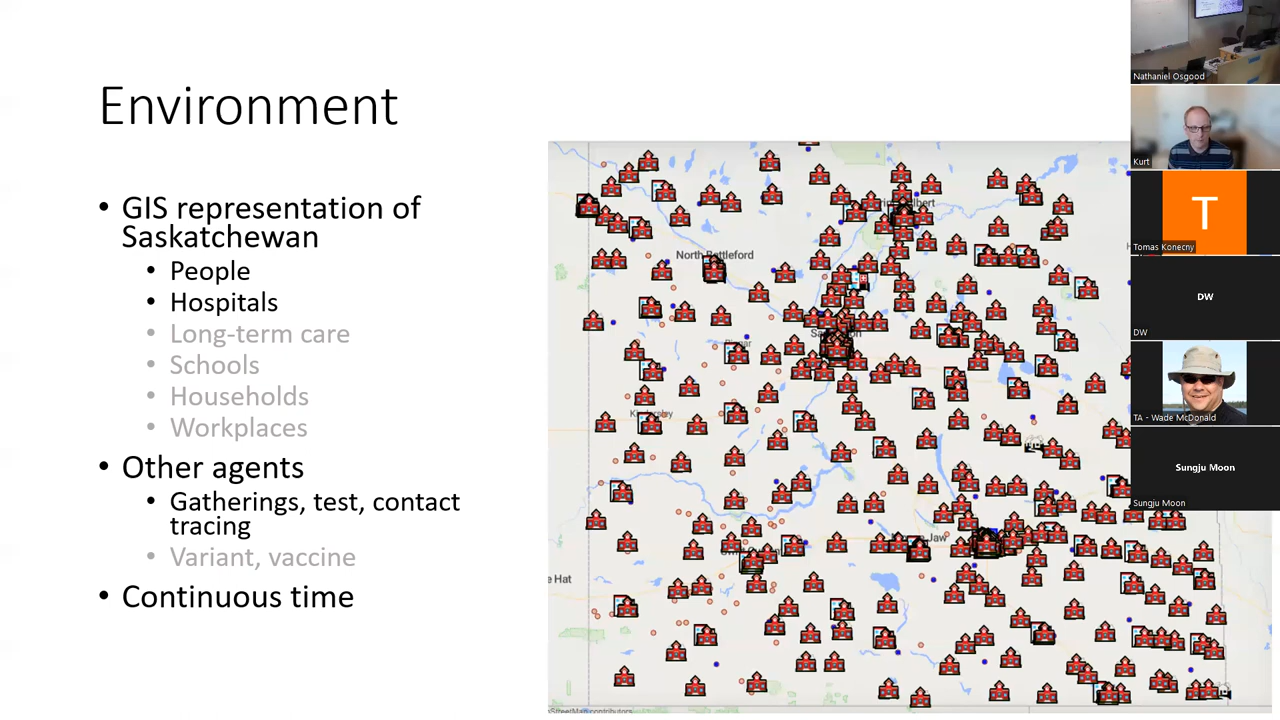 Environment
• GIS representation of
Saskatchewan
• People
• Hospitals
• Long-term care
• Schools
• Households
• Workplaces
• Other agents
• Gatherings, test, contact
tracing
• Variant, vaccine
• Continuous time
North Battleford
e Hat
Nathaniel Osgood
Kurt
T
Tomas Konecny
DW
DW
TA - Wade McDonald
Sungju Moon
Sungju Moon